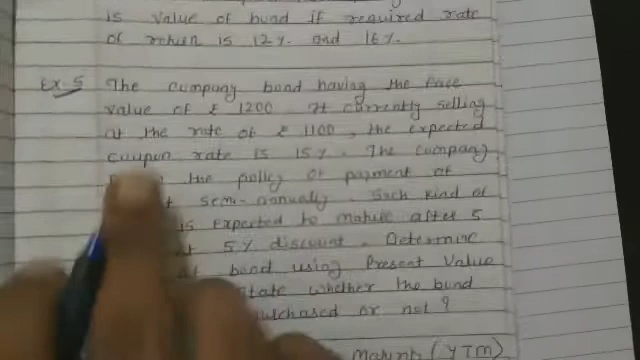 is value of bond if required rate
of return is 12%. and 16%.
Ex. 5 The company bond having the face
value of ₹ 1200. It currently selling
at the rate of ₹ 1100, the expected
coupon rate is 15%. The company
the policy of payment of
semi-annually. Such kind of
is expected to mature after 5
at 5% discount. Determine
bond using Present Value
state whether the bond
purchased or not ?
(YTM)